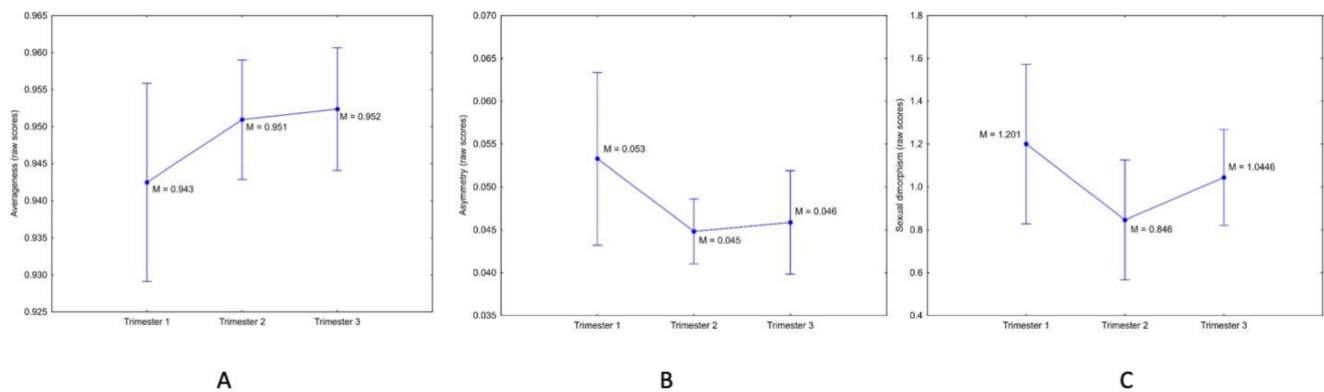 0.965
0.960
0.955
0.950
0.945
0.940
0.935
0.930
0.925
Averageness (raw scores)
M = 0.943
M = 0.951
M = 0.952
Trimester 1 Trimester 2 Trimester 3
A
0.070
0.065
0.060
0.055
0.050
0.045
0.040
0.035
Asymmetry (raw scores)
M = 0.053
M = 0.045
M = 0.046
Trimester 1 Trimester 2 Trimester 3
B
1.8
1.6
1.4
1.2
1.0
0.8
0.6
0.4
Sexual dimorphism (raw scores)
M = 1.201
M = 0.846
M = 1.0446
Trimester 1 Trimester 2 Trimester 3
C